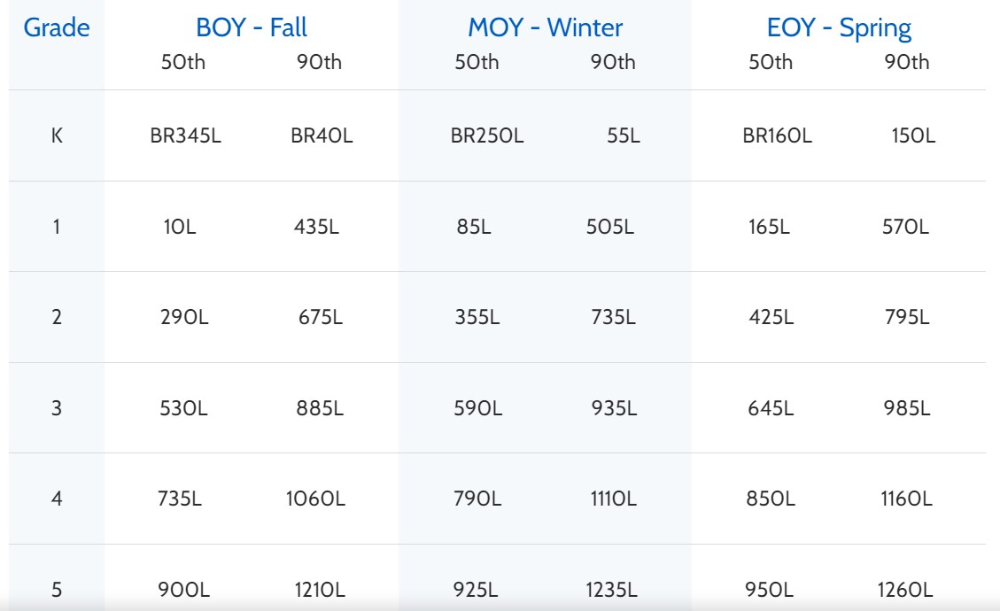 Grade BOY - Fall MOY - Winter EOY - Spring
50th 90th 50th 90th 50th 90th
K BR345L BR40L BR250L 55L BR160L 150L
1 10L 435L 85L 505L 165L 570L
2 290L 675L 355L 735L 425L 795L
3 530L 885L 590L 935L 645L 985L
4 735L 1060L 790L 1110L 850L 1160L
5 900L 1210L 925L 1235L 950L 1260L